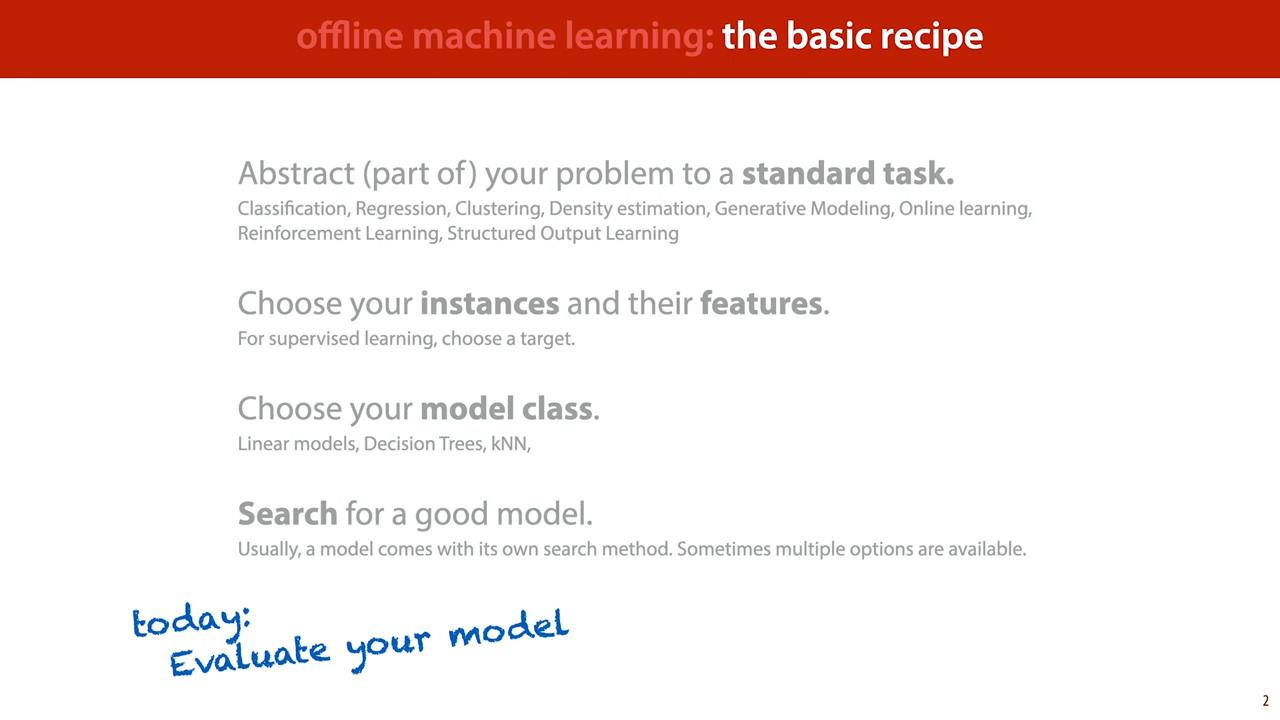 offline machine learning: the basic recipe
Abstract (part of) your problem to a standard task.
Classification, Regression, Clustering, Density estimation, Generative Modeling, Online learning,
Reinforcement Learning, Structured Output Learning
Choose your instances and their features.
For supervised learning, choose a target.
Choose your model class.
Linear models, Decision Trees, kNN,
Search for a good model.
Usually, a model comes with its own search method. Sometimes multiple options are available.
today:
Evaluate your model
2